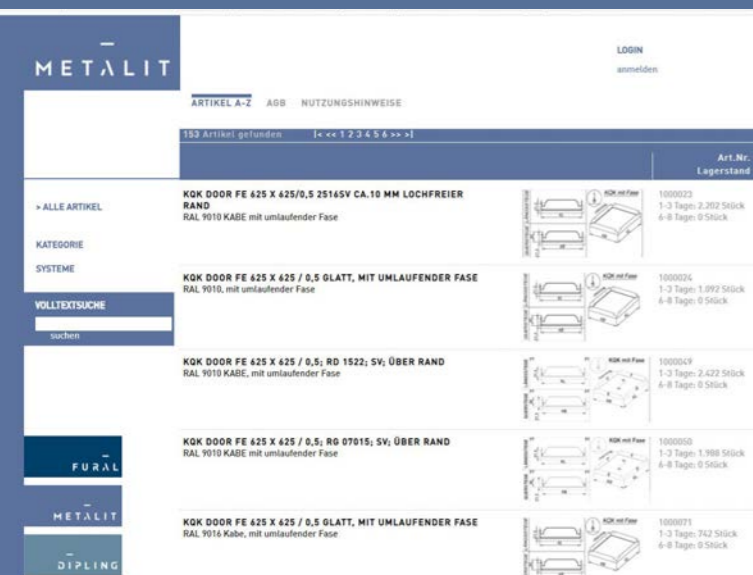 METALIT
LOGIN
anmelden
ARTIKEL A-Z AGB NUTZUNGSHINWEISE
153 Artikel gefunden |< << 1 2 3 4 5 6 >> >|
Art.Nr.
Lagerstand
> ALLE ARTIKEL
KATEGORIE
SYSTEME
VOLLTEXTSUCHE
suchen
KQK DOOR FE 625 X 625/0,5 2516SV CA.10 MM LOCHFREIER
RAND
RAL 9010 KABE mit umlaufender Fase
KQK mit Fase
1000023
1-3 Tage: 2.202 Stück
6-8 Tage: 0 Stück
KQK DOOR FE 625 X 625 / 0,5 GLATT, MIT UMLAUFENDER FASE
RAL 9010, mit umlaufender Fase
KQK mit Fase
1000024
1-3 Tage: 1.092 Stück
6-8 Tage: 0 Stück
KQK DOOR FE 625 X 625 / 0,5; RD 1522; SV; ÜBER RAND
RAL 9010 KABE, mit umlaufender Fase
KQK mit Fase
1000049
1-3 Tage: 2.422 Stück
6-8 Tage: 0 Stück
KQK DOOR FE 625 X 625 / 0,5; RG 07015; SV; ÜBER RAND
RAL 9010 KABE mit umlaufender Fase
KQK mit Fase
1000050
1-3 Tage: 1.988 Stück
6-8 Tage: 0 Stück
KQK DOOR FE 625 X 625 / 0,5 GLATT, MIT UMLAUFENDER FASE
RAL 9016 Kabe, mit umlaufender Fase
KQK mit Fase
1000071
1-3 Tage: 742 Stück
6-8 Tage: 0 Stück
FURAL
METALIT
DIPLING